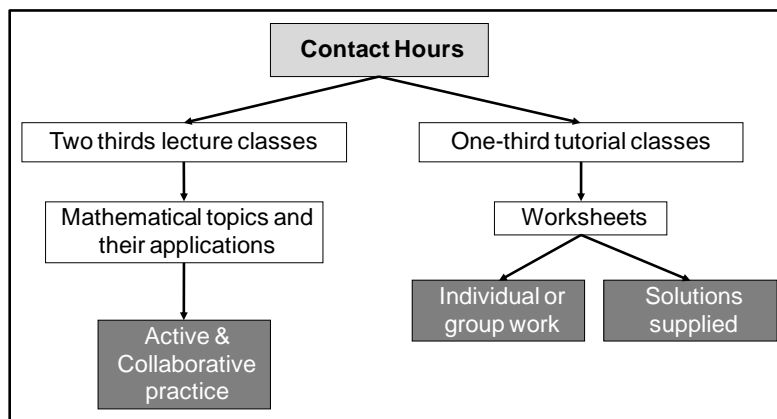 Contact Hours
Two thirds lecture classes
One-third tutorial classes
Mathematical topics and
their applications
Worksheets
Individual or
group work
Solutions
supplied
Active &
Collaborative
practice